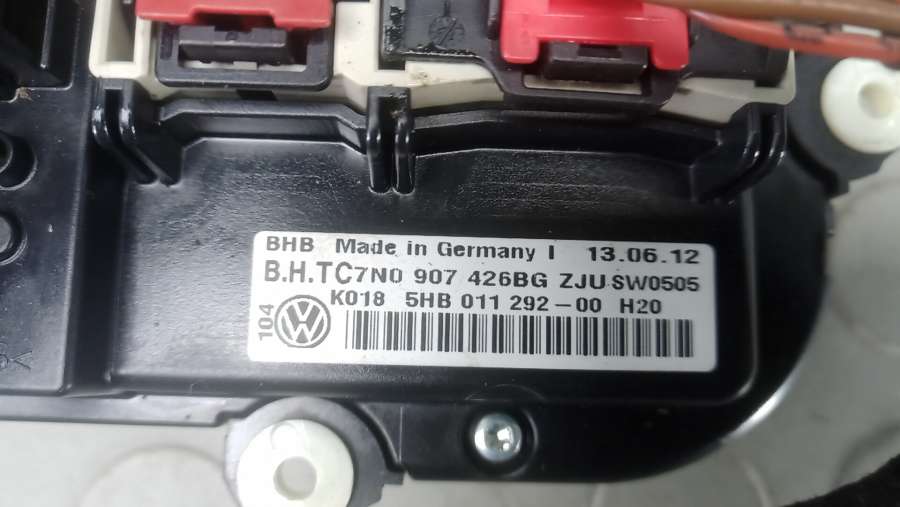 BHB Made in Germany I 13.06.12
B.H.TC7N0 907 426BG ZJU SW0505
K018 5HB 011 292-00 H20
104